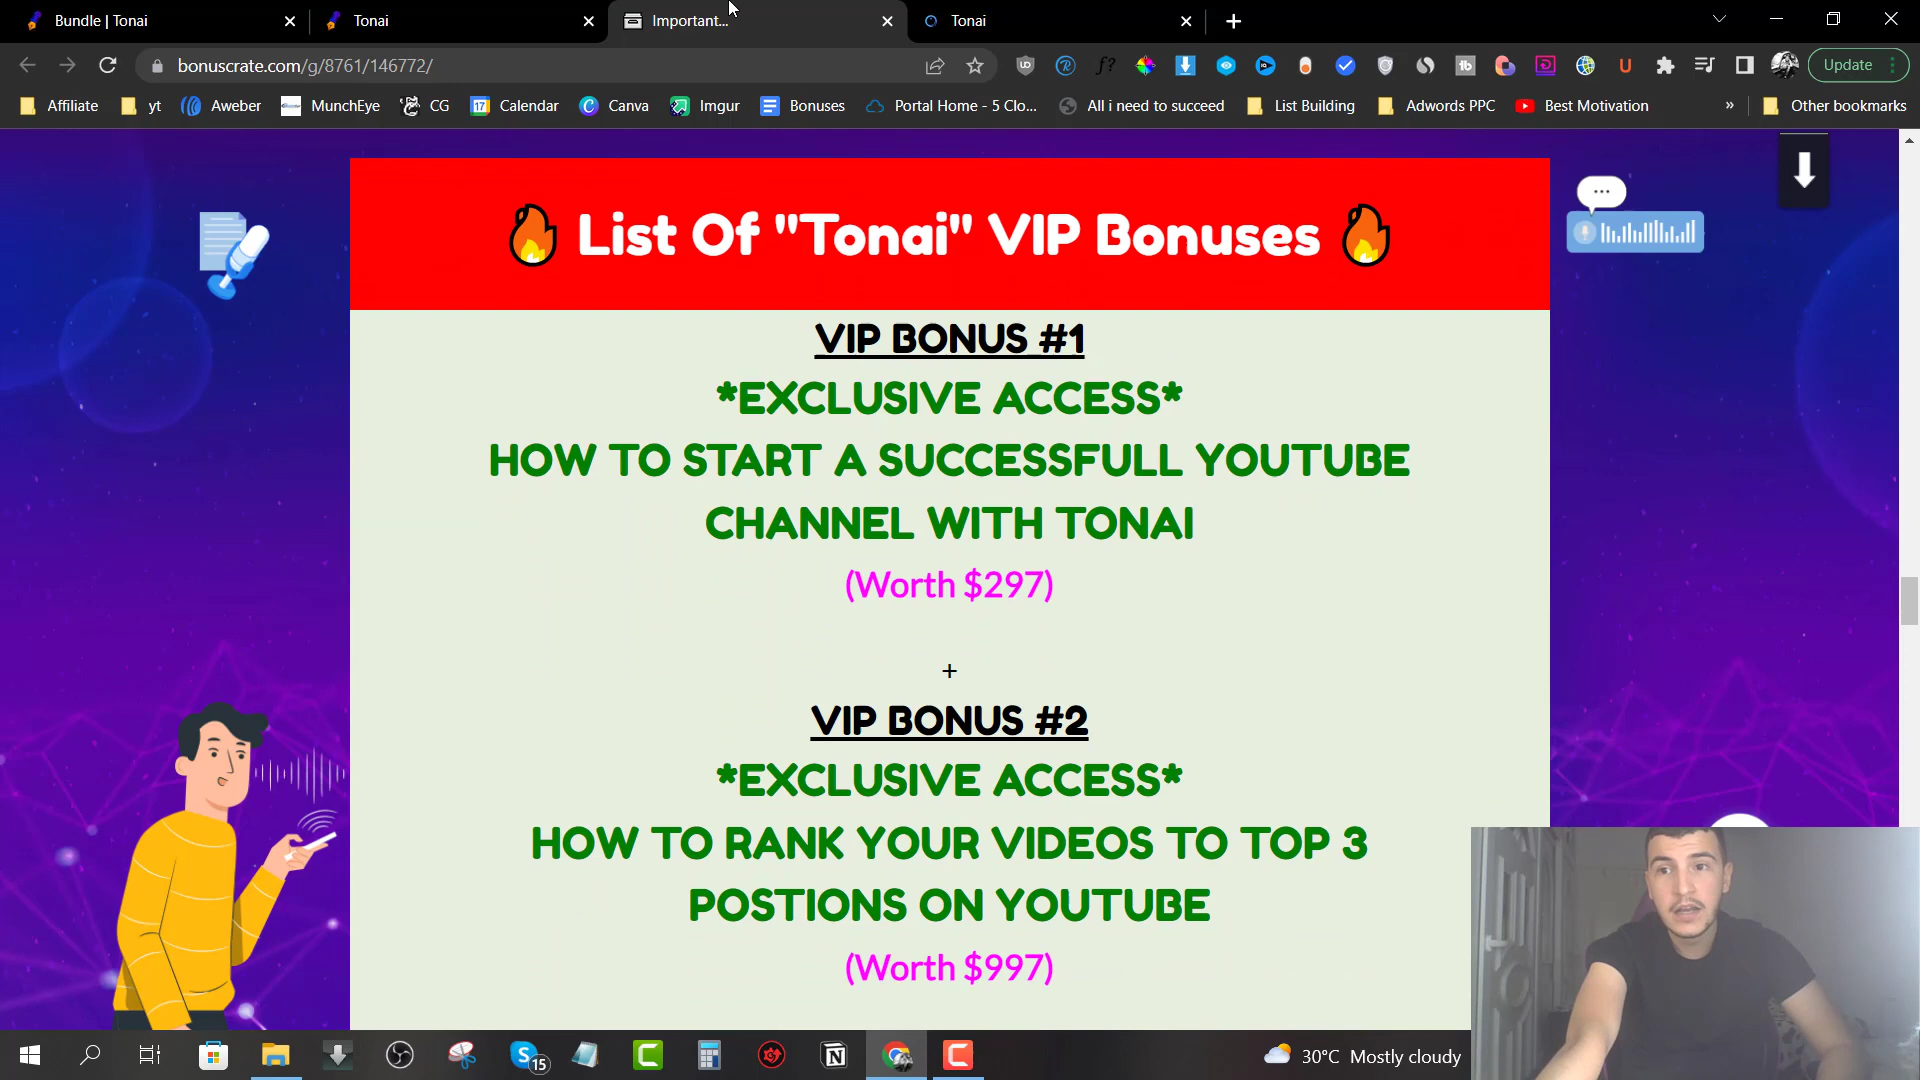 Bundle | Tonai
Tonai
Important...
Tonai
bonuscrate.com/g/8761/146772/
Update
Affiliate
yt
Aweber
MunchEye
CG
Calendar
Canva
Imgur
Bonuses
Portal Home - 5 Clo...
All i need to succeed
List Building
Adwords PPC
Best Motivation
»
Other bookmarks
🔥 List Of "Tonai" VIP Bonuses 🔥
VIP BONUS #1
*EXCLUSIVE ACCESS*
HOW TO START A SUCCESSFULL YOUTUBE
CHANNEL WITH TONAI
(Worth $297)
+
VIP BONUS #2
*EXCLUSIVE ACCESS*
HOW TO RANK YOUR VIDEOS TO TOP 3
POSTIONS ON YOUTUBE
(Worth $997)
15
30°C Mostly cloudy